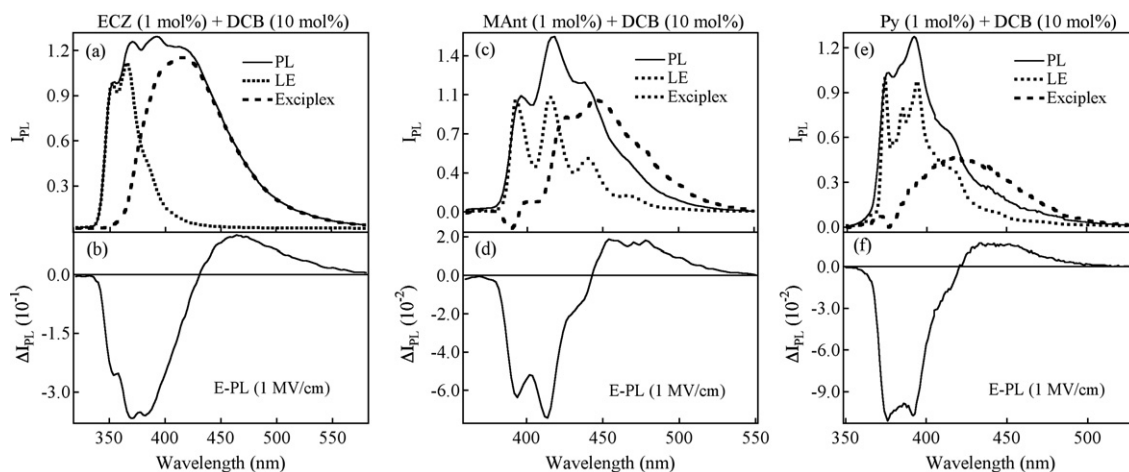 ECZ (1 mol%) + DCB (10 mol%)
(a)
PL
LE
Exciplex
1.2
0.9
0.6
0.3
I_PL
(b)
0.0
-1.5
-3.0
ΔI_PL (10⁻¹)
E-PL (1 MV/cm)
350 400 450 500 550
Wavelength (nm)
MAnt (1 mol%) + DCB (10 mol%)
(c)
PL
LE
Exciplex
1.4
1.1
0.7
0.4
0.0
I_PL
(d)
2.0
0.0
-2.0
-4.0
-6.0
ΔI_PL (10⁻²)
E-PL (1 MV/cm)
400 450 500 550
Wavelength (nm)
Py (1 mol%) + DCB (10 mol%)
(e)
PL
LE
Exciplex
1.2
0.9
0.6
0.3
0.0
I_PL
(f)
0.0
-3.0
-6.0
-9.0
ΔI_PL (10⁻²)
E-PL (1 MV/cm)
350 400 450 500
Wavelength (nm)